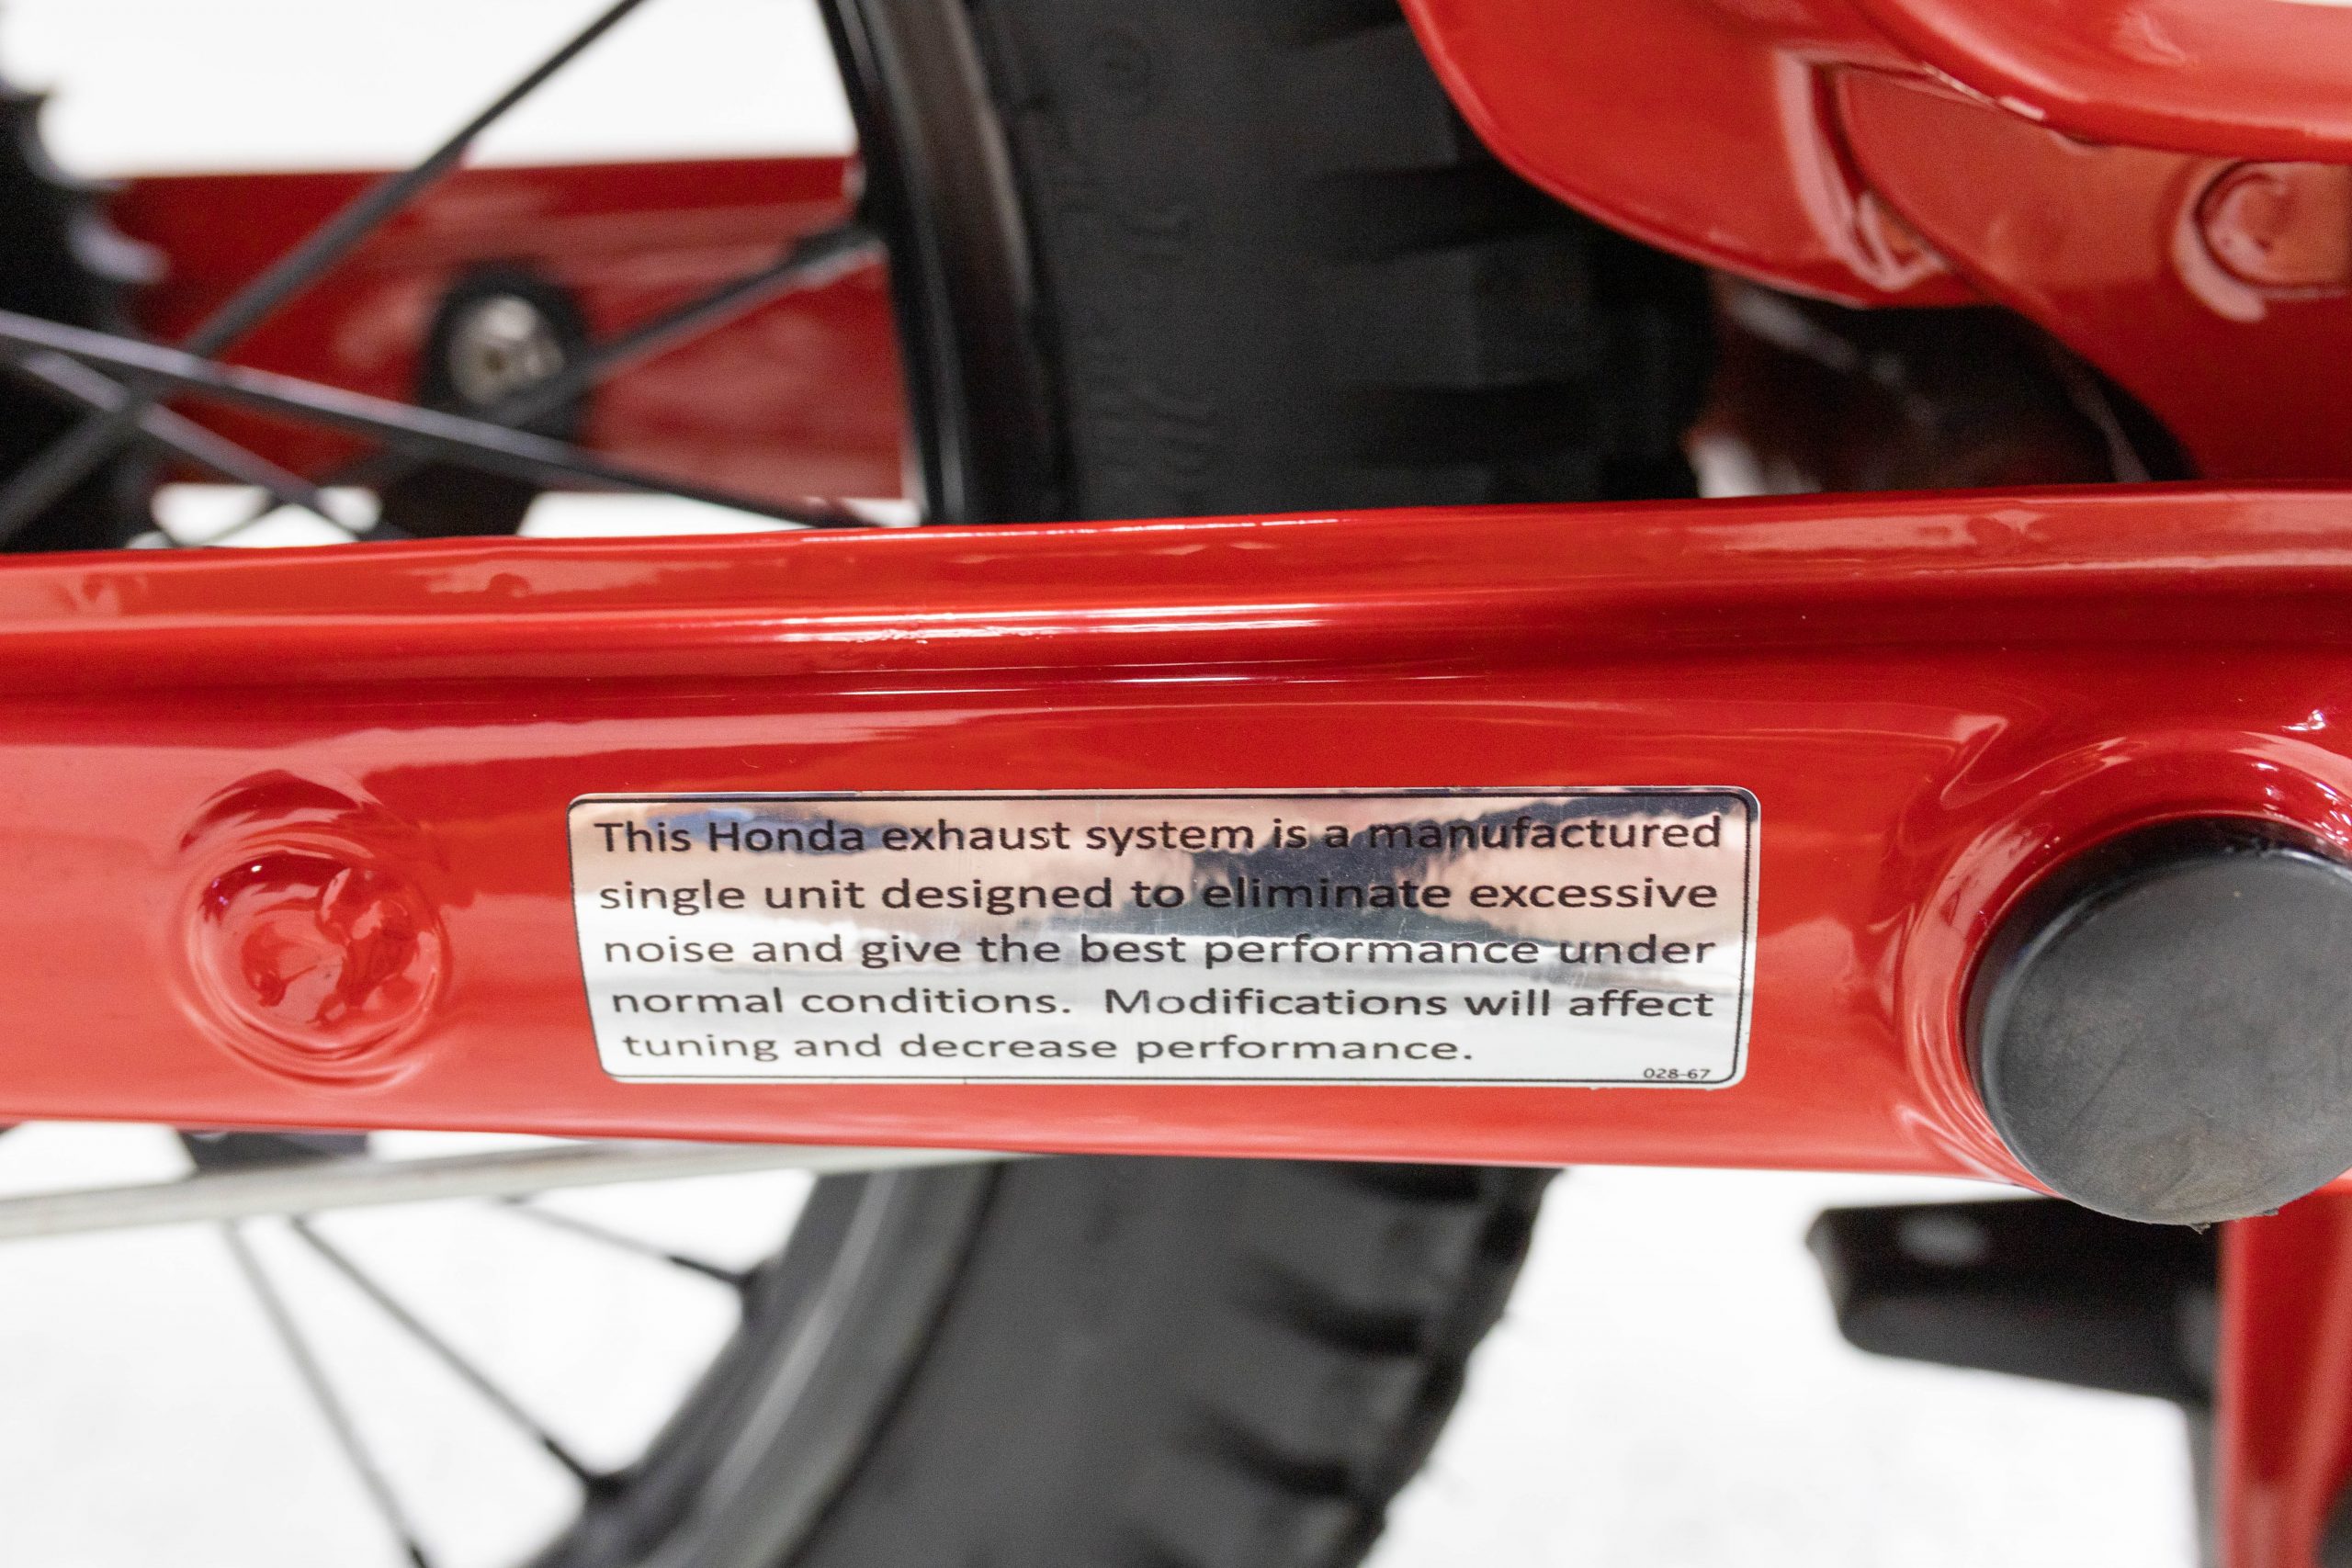 This Honda exhaust system is a manufactured
single unit designed to eliminate excessive
noise and give the best performance under
normal conditions.  Modifications will affect
tuning and decrease performance.
028-67